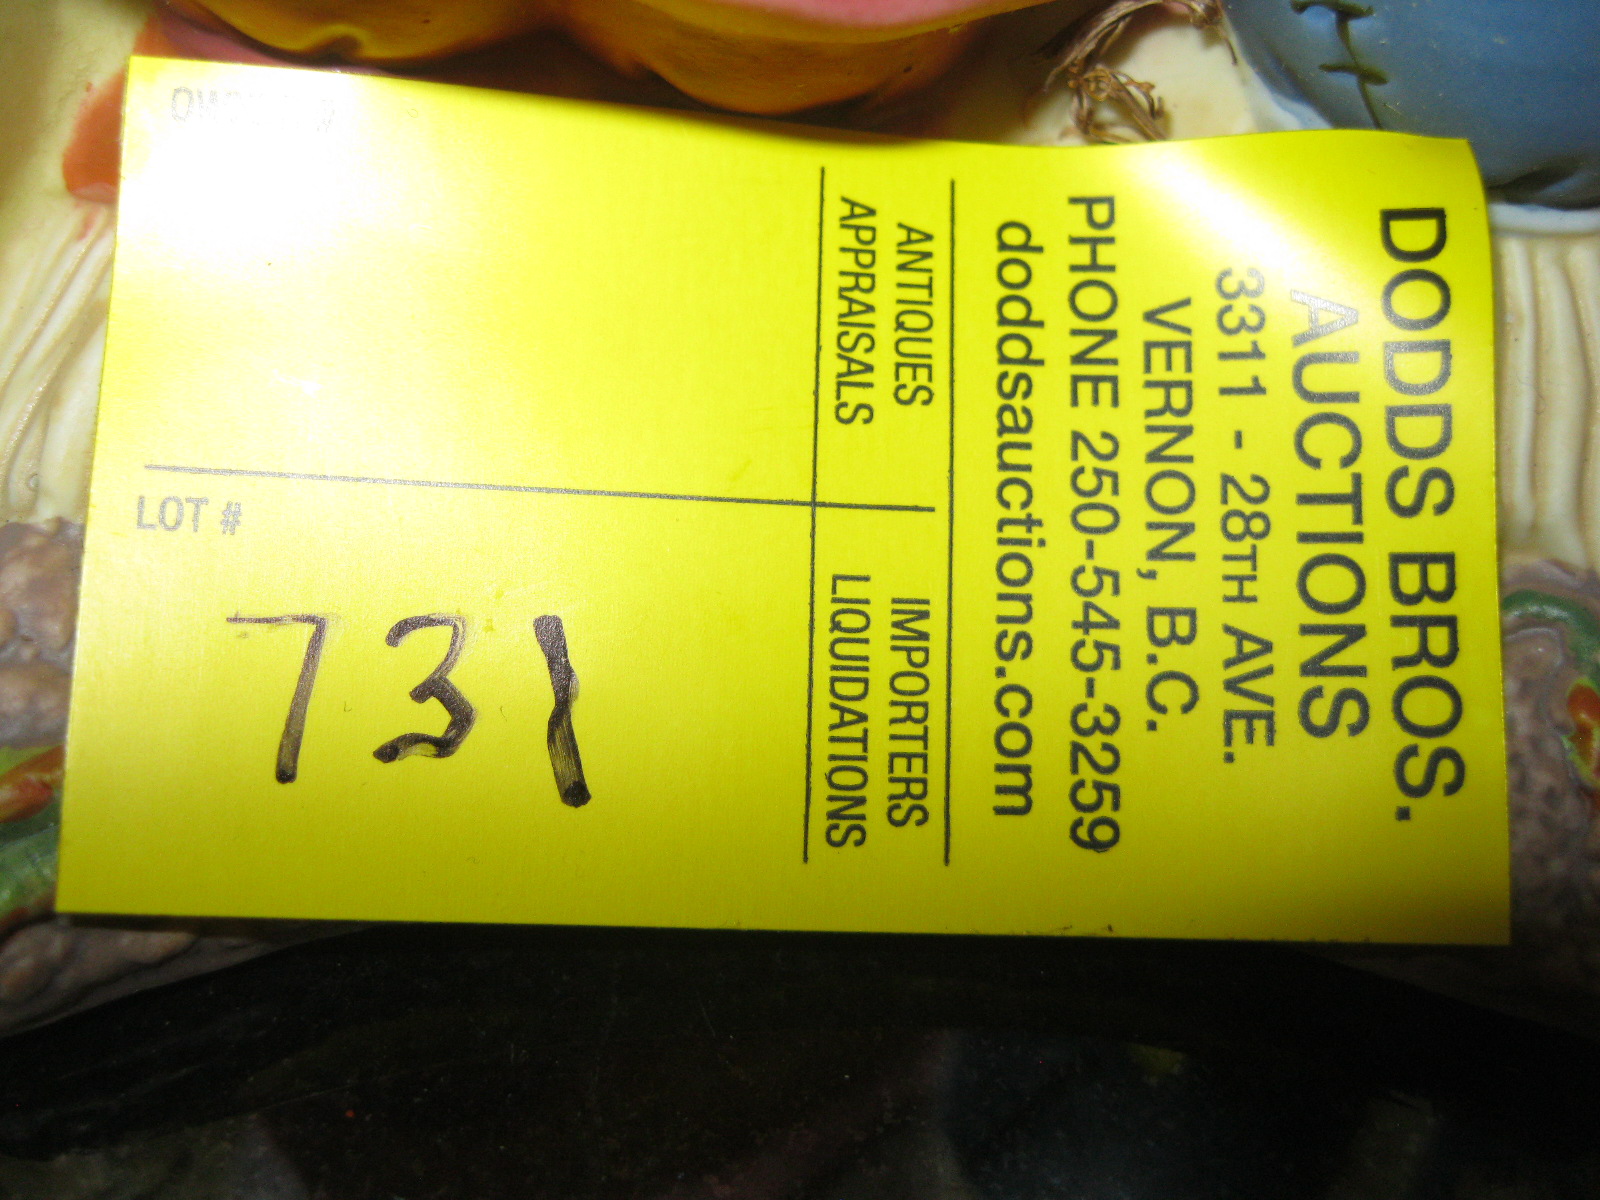 DODDS BROS.
AUCTIONS
3311 - 28TH AVE.
VERNON, B.C.
PHONE 250-545-3259
doddsauctions.com
ANTIQUES
APPRAISALS
IMPORTERS
LIQUIDATIONS
LOT #
731